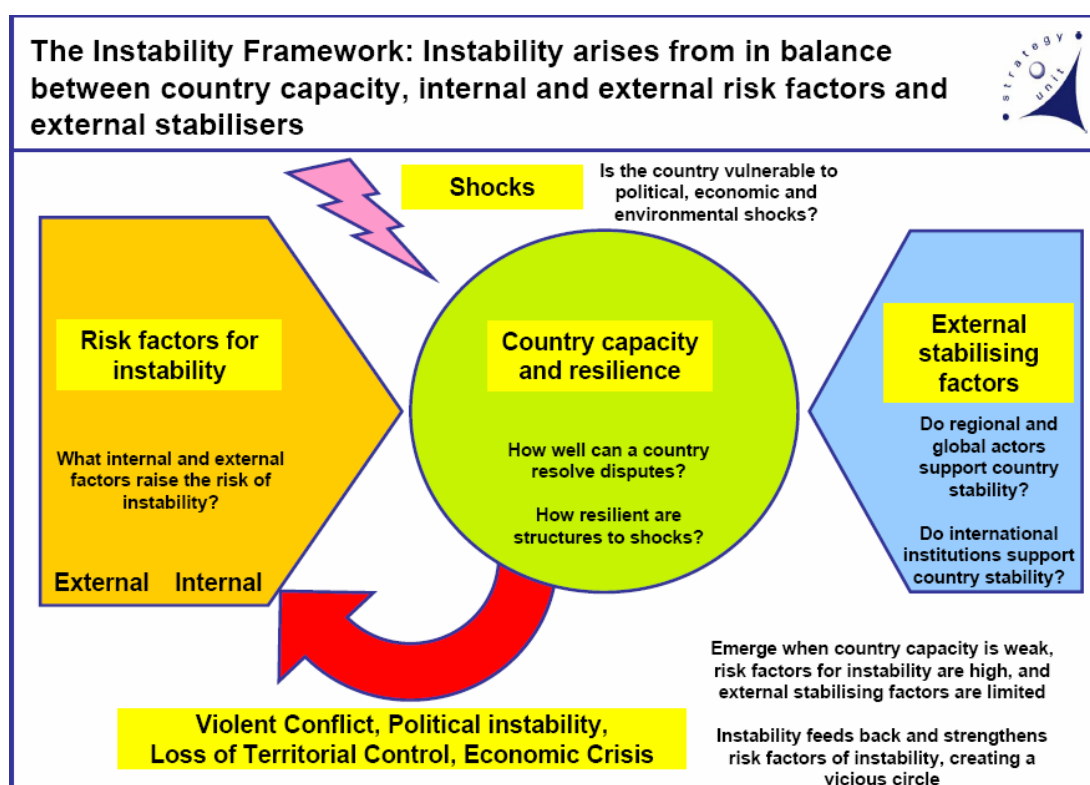 The Instability Framework: Instability arises from in balance
between country capacity, internal and external risk factors and
external stabilisers
strategy unit
Shocks
Is the country vulnerable to
political, economic and
environmental shocks?
Risk factors for
instability
What internal and external
factors raise the risk of
instability?
External Internal
Country capacity
and resilience
How well can a country
resolve disputes?
How resilient are
structures to shocks?
External
stabilising
factors
Do regional and
global actors
support country
stability?
Do international
institutions support
country stability?
Violent Conflict, Political instability,
Loss of Territorial Control, Economic Crisis
Emerge when country capacity is weak,
risk factors for instability are high, and
external stabilising factors are limited
Instability feeds back and strengthens
risk factors of instability, creating a
vicious circle